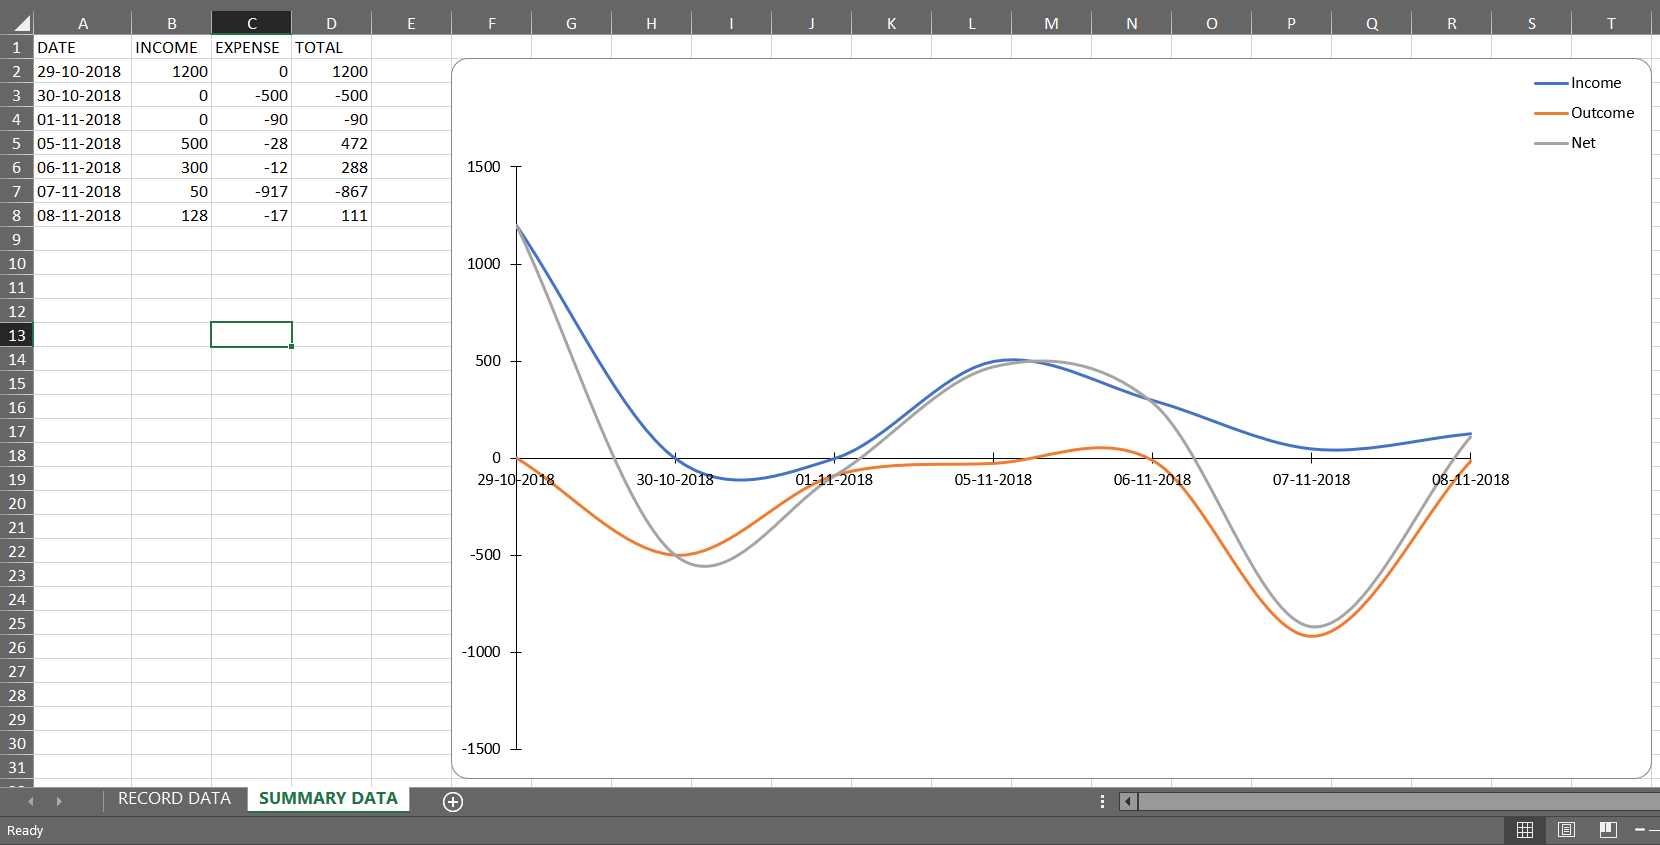 A B C D E F G H I J K L M N O P Q R S T
1 DATE INCOME EXPENSE TOTAL
2 29-10-2018 1200 0 1200
3 30-10-2018 0 -500 -500
4 01-11-2018 0 -90 -90
5 05-11-2018 500 -28 472
6 06-11-2018 300 -12 288
7 07-11-2018 50 -917 -867
8 08-11-2018 128 -17 111
9
10
11
12
13
14
15
16
17
18
19
20
21
22
23
24
25
26
27
28
29
30
31
Income
Outcome
Net
1500
1000
500
0
29-10-2018 30-10-2018 01-11-2018 05-11-2018 06-11-2018 07-11-2018 08-11-2018
-500
-1000
-1500
RECORD DATA SUMMARY DATA
Ready